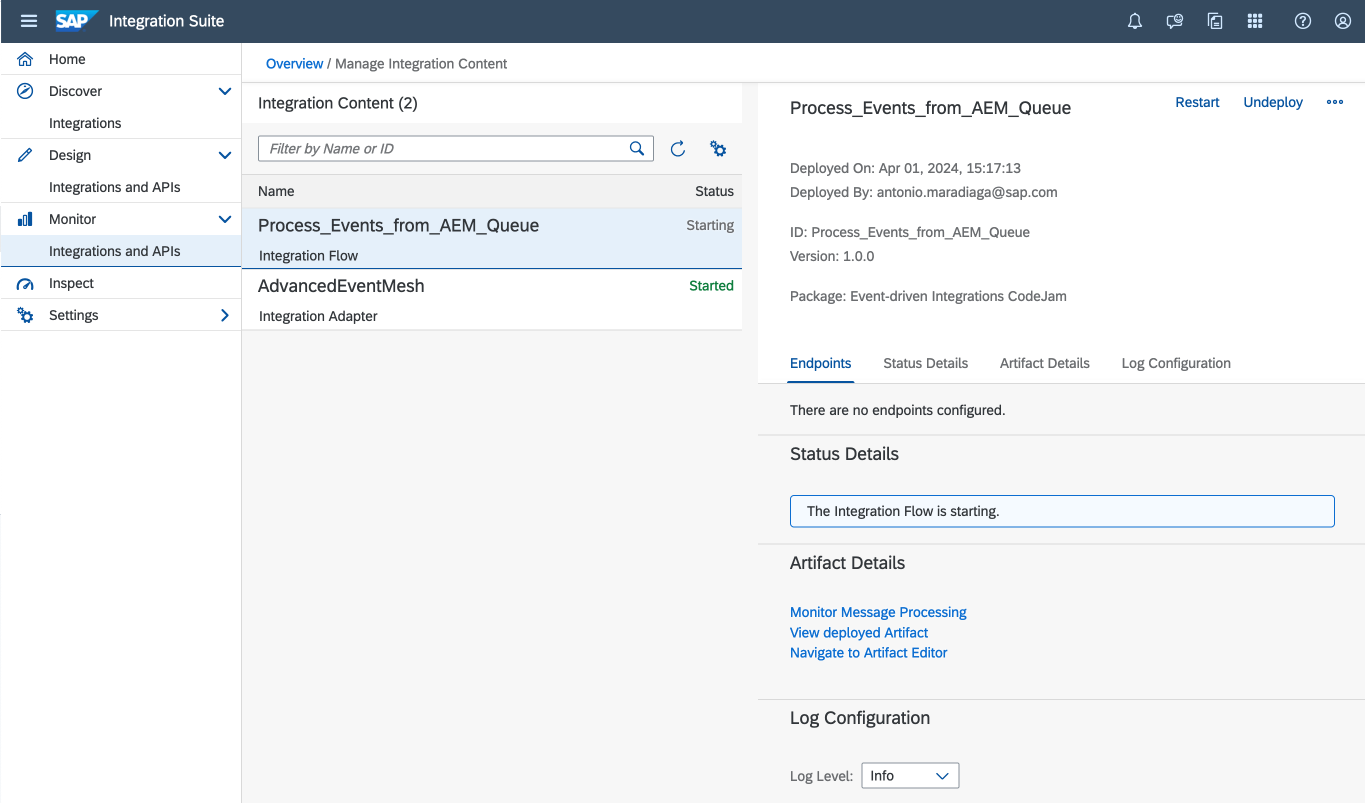 SAP Integration Suite
Home
Discover
Integrations
Design
Integrations and APIs
Monitor
Integrations and APIs
Inspect
Settings
Overview / Manage Integration Content
Integration Content (2)
Filter by Name or ID
Name Status
Process_Events_from_AEM_Queue Starting
Integration Flow
AdvancedEventMesh Started
Integration Adapter
Process_Events_from_AEM_Queue
Restart Undeploy
Deployed On: Apr 01, 2024, 15:17:13
Deployed By: antonio.maradiaga@sap.com
ID: Process_Events_from_AEM_Queue
Version: 1.0.0
Package: Event-driven Integrations CodeJam
Endpoints Status Details Artifact Details Log Configuration
There are no endpoints configured.
Status Details
The Integration Flow is starting.
Artifact Details
Monitor Message Processing
View deployed Artifact
Navigate to Artifact Editor
Log Configuration
Log Level: Info